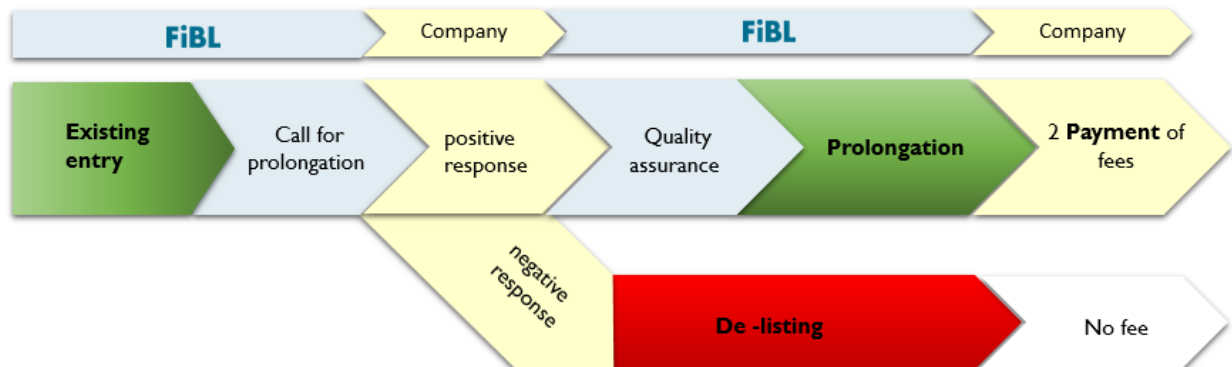 FiBL
Company
FiBL
Company
Existing
entry
Call for
prolongation
positive
response
Quality
assurance
Prolongation
2 Payment of
fees
negative
response
De -listing
No fee